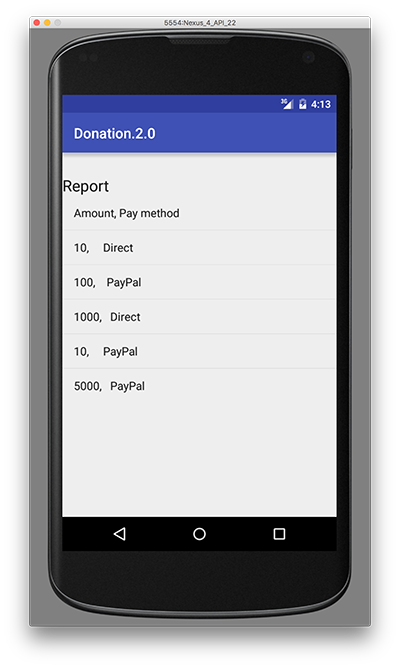 5554:Nexus_4_API_22
3G 4:13
Donation.2.0
Report
Amount, Pay method
10, Direct
100, PayPal
1000, Direct
10, PayPal
5000, PayPal